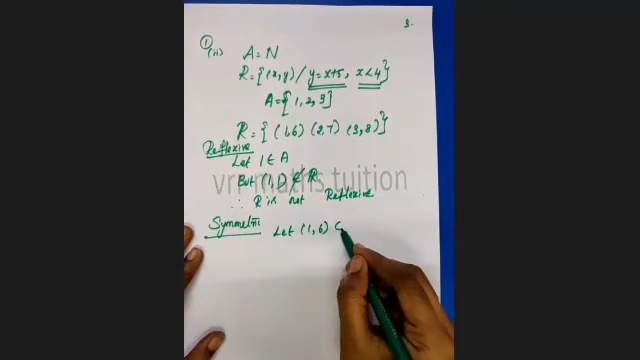 3.
① (ii) A = N
R = {(x, y) / y = x+5, x < 4}
A = {1, 2, 3}
R = {(1,6) (2,7) (3,8)}
Reflexive
Let 1 ∈ A
But (1,1) ∉ R
vri maths tuition
∴ R is not Reflexive
Symmetric Let (1,6)